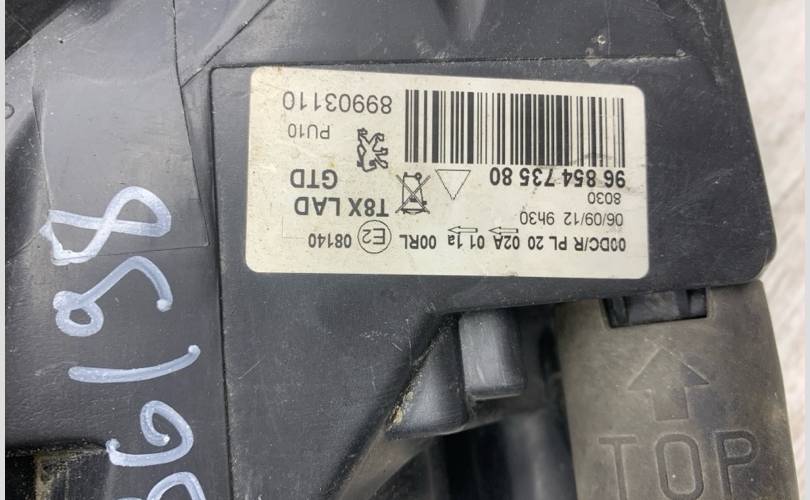 00DC/R PL 20 02A 01 1a 00RL E2 08140
06/09/12 9h30
8030
T8X LAD
96 854 735 80
GTD
PU10
89903110
TOP